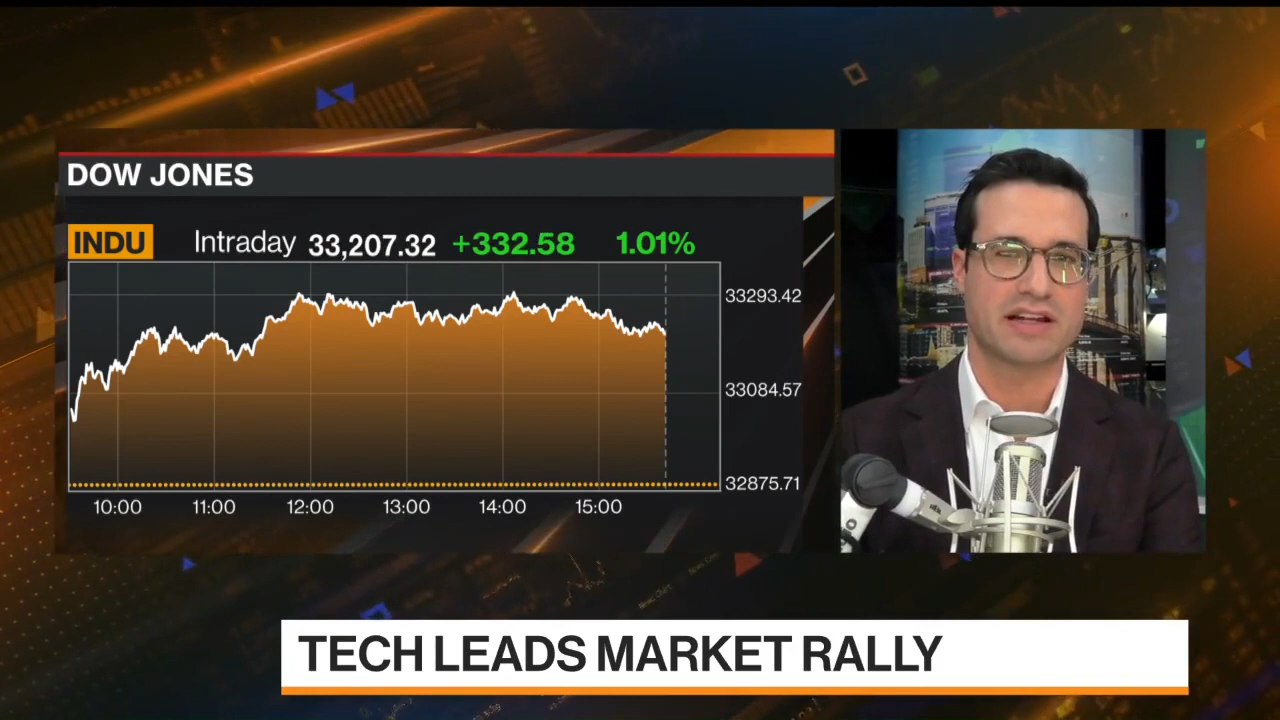 DOW JONES
INDU Intraday 33,207.32 +332.58 1.01%
33293.42
33084.57
32875.71
10:00 11:00 12:00 13:00 14:00 15:00
TECH LEADS MARKET RALLY